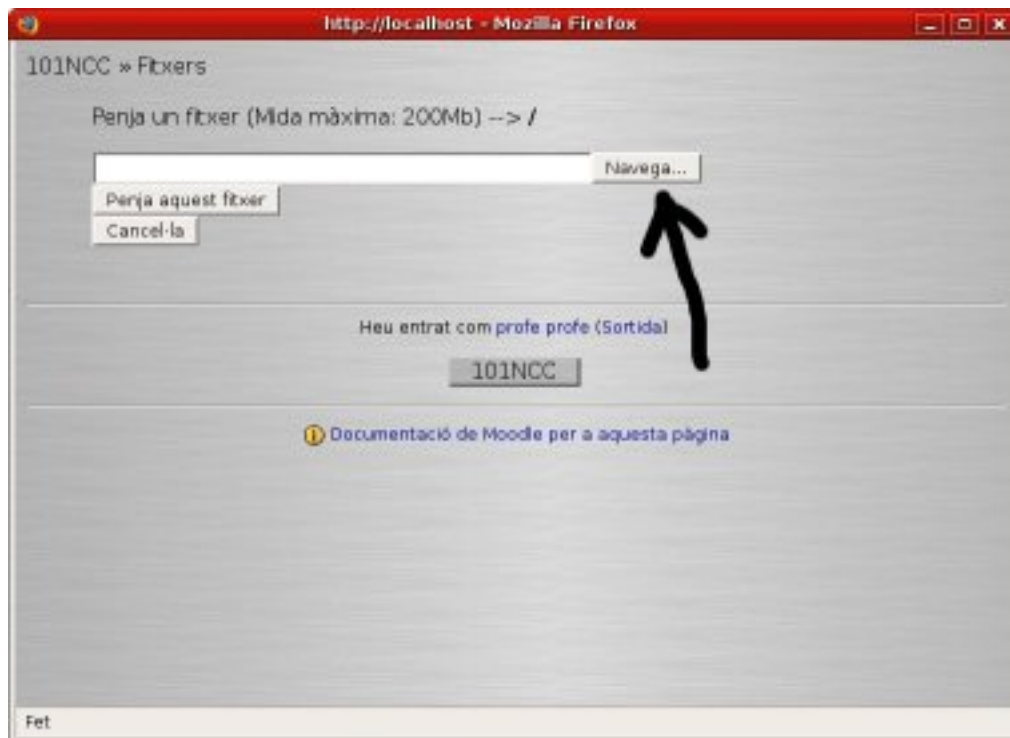 http://localhost - Mozilla Firefox
101NCC » Fitxers
Penja un fitxer (Mida màxima: 200Mb) --> /
Navega...
Penja aquest fitxer
Cancel·la
Heu entrat com profe profe (Sortida)
101NCC
Documentació de Moodle per a aquesta pàgina
Fet